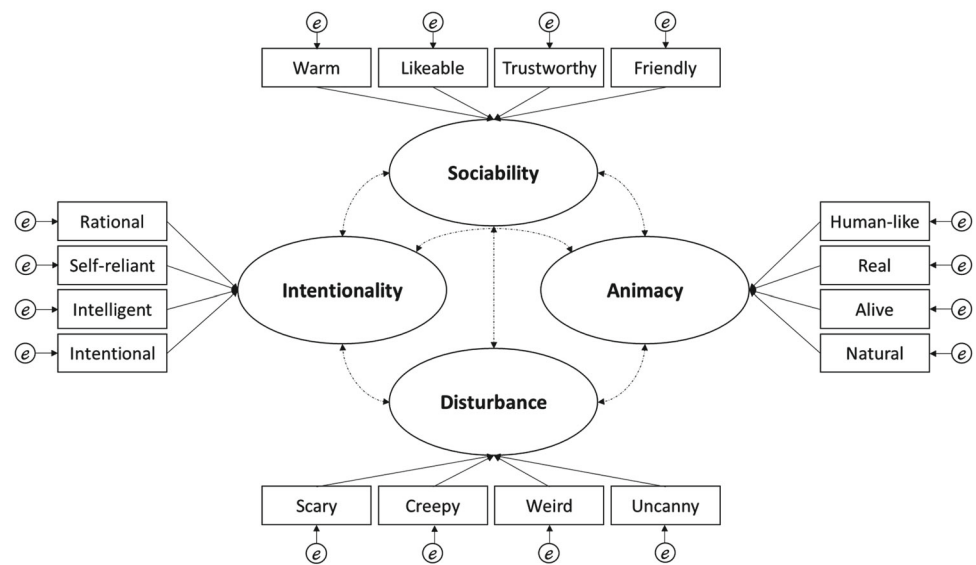 e e e e
Warm Likeable Trustworthy Friendly
Sociability
e Rational Human-like e
e Self-reliant Real e
Intentionality Animacy
e Intelligent Alive e
e Intentional Natural e
Disturbance
Scary Creepy Weird Uncanny
e e e e